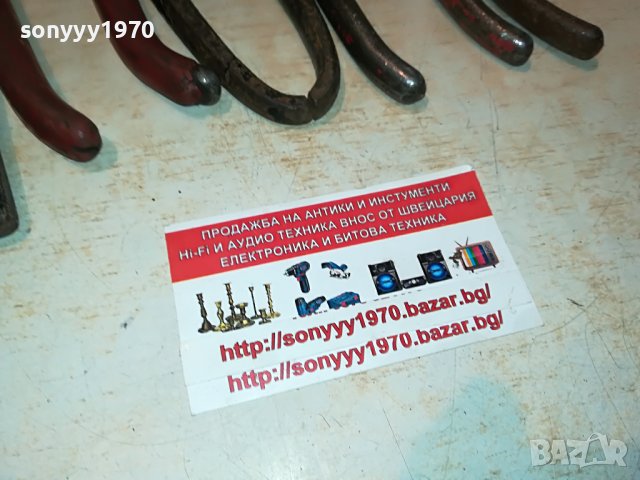 sonyyy1970
ПРОДАЖБА НА АНТИКИ И ИНСТУМЕНТИ
Hi-Fi И АУДИО ТЕХНИКА ВНОС ОТ ШВЕЙЦАРИЯ
ЕЛЕКТРОНИКА И БИТОВА ТЕХНИКА
http://sonyyy1970.bazar.bg/
http://sonyyy1970.bazar.bg/
sonyyy1970
BAZAR
bg